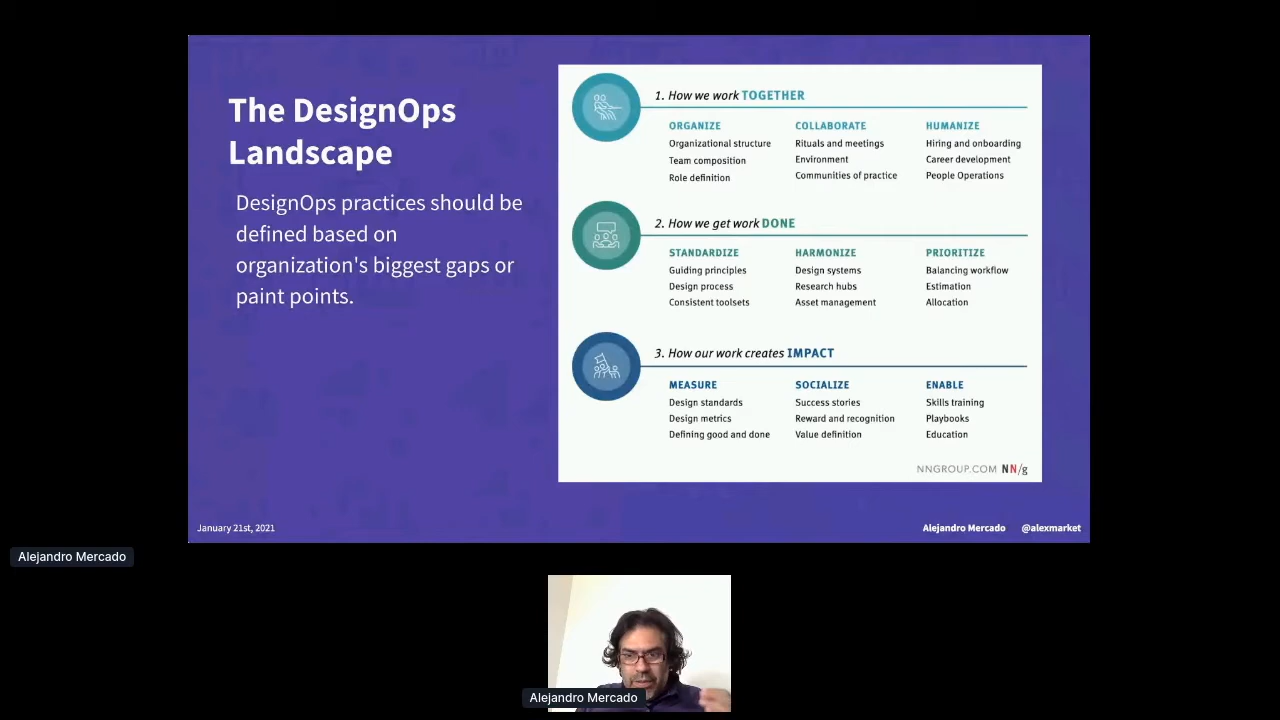 The DesignOps
Landscape
DesignOps practices should be
defined based on
organization's biggest gaps or
paint points.
1. How we work TOGETHER
ORGANIZE
Organizational structure
Team composition
Role definition
COLLABORATE
Rituals and meetings
Environment
Communities of practice
HUMANIZE
Hiring and onboarding
Career development
People Operations
2. How we get work DONE
STANDARDIZE
Guiding principles
Design process
Consistent toolsets
HARMONIZE
Design systems
Research hubs
Asset management
PRIORITIZE
Balancing workflow
Estimation
Allocation
3. How our work creates IMPACT
MEASURE
Design standards
Design metrics
Defining good and done
SOCIALIZE
Success stories
Reward and recognition
Value definition
ENABLE
Skills training
Playbooks
Education
NNGROUP.COM NN/g
January 21st, 2021
Alejandro Mercado @alexmarket
Alejandro Mercado
Alejandro Mercado